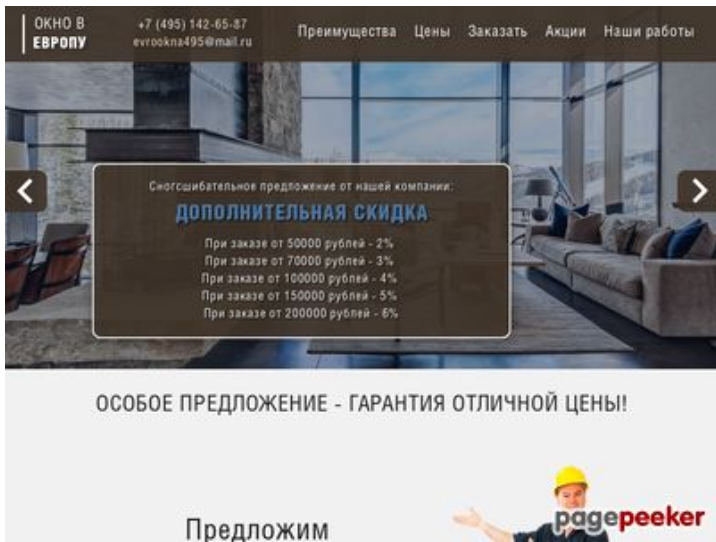 ОКНО В
ЕВРОПУ
+7 (495) 142-65-87
evrookna495@mail.ru
Преимущества Цены Заказать Акции Наши работы
Сногсшибательное предложение от нашей компании:
ДОПОЛНИТЕЛЬНАЯ СКИДКА
При заказе от 50000 рублей - 2%
При заказе от 70000 рублей - 3%
При заказе от 100000 рублей - 4%
При заказе от 150000 рублей - 5%
При заказе от 200000 рублей - 6%
ОСОБОЕ ПРЕДЛОЖЕНИЕ - ГАРАНТИЯ ОТЛИЧНОЙ ЦЕНЫ!
Предложим
pagepeeker